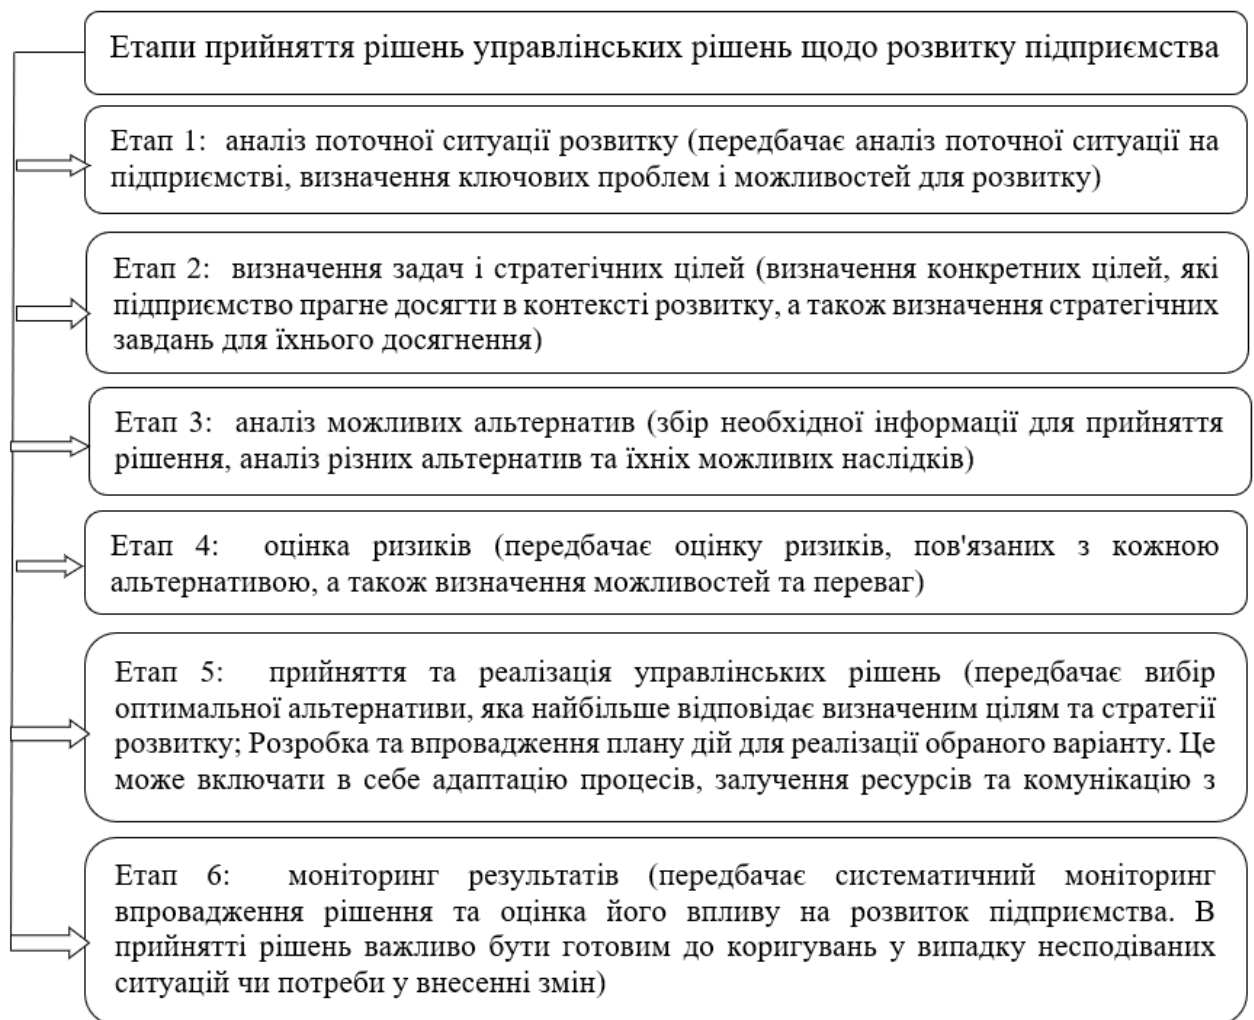 Етапи прийняття рішень управлінських рішень щодо розвитку підприємства
Етап 1: аналіз поточної ситуації розвитку (передбачає аналіз поточної ситуації на
підприємстві, визначення ключових проблем і можливостей для розвитку)
Етап 2: визначення задач і стратегічних цілей (визначення конкретних цілей, які
підприємство прагне досягти в контексті розвитку, а також визначення стратегічних
завдань для їхнього досягнення)
Етап 3: аналіз можливих альтернатив (збір необхідної інформації для прийняття
рішення, аналіз різних альтернатив та їхніх можливих наслідків)
Етап 4: оцінка ризиків (передбачає оцінку ризиків, пов'язаних з кожною
альтернативою, а також визначення можливостей та переваг)
Етап 5: прийняття та реалізація управлінських рішень (передбачає вибір
оптимальної альтернативи, яка найбільше відповідає визначеним цілям та стратегії
розвитку; Розробка та впровадження плану дій для реалізації обраного варіанту. Це
може включати в себе адаптацію процесів, залучення ресурсів та комунікацію з
Етап 6: моніторинг результатів (передбачає систематичний моніторинг
впровадження рішення та оцінка його впливу на розвиток підприємства. В
прийнятті рішень важливо бути готовим до коригувань у випадку несподіваних
ситуацій чи потреби у внесенні змін)